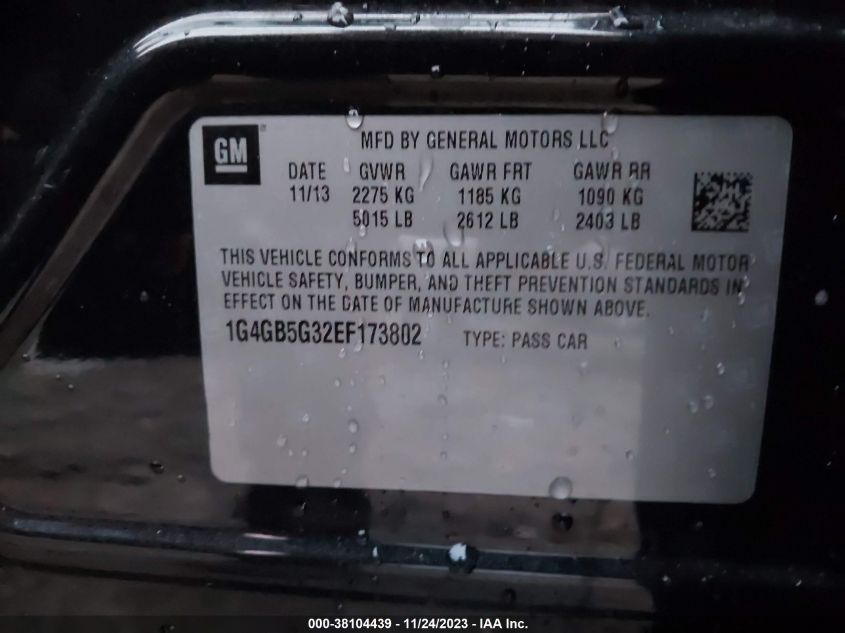 GM
MFD BY GENERAL MOTORS LLC
DATE GVWR GAWR FRT GAWR RR
11/13 2275 KG 1185 KG 1090 KG
5015 LB 2612 LB 2403 LB
THIS VEHICLE CONFORMS TO ALL APPLICABLE U.S. FEDERAL MOTOR
VEHICLE SAFETY, BUMPER, AND THEFT PREVENTION STANDARDS IN
EFFECT ON THE DATE OF MANUFACTURE SHOWN ABOVE.
1G4GB5G32EF173802 TYPE: PASS CAR
000-38104439 - 11/24/2023 - IAA Inc.